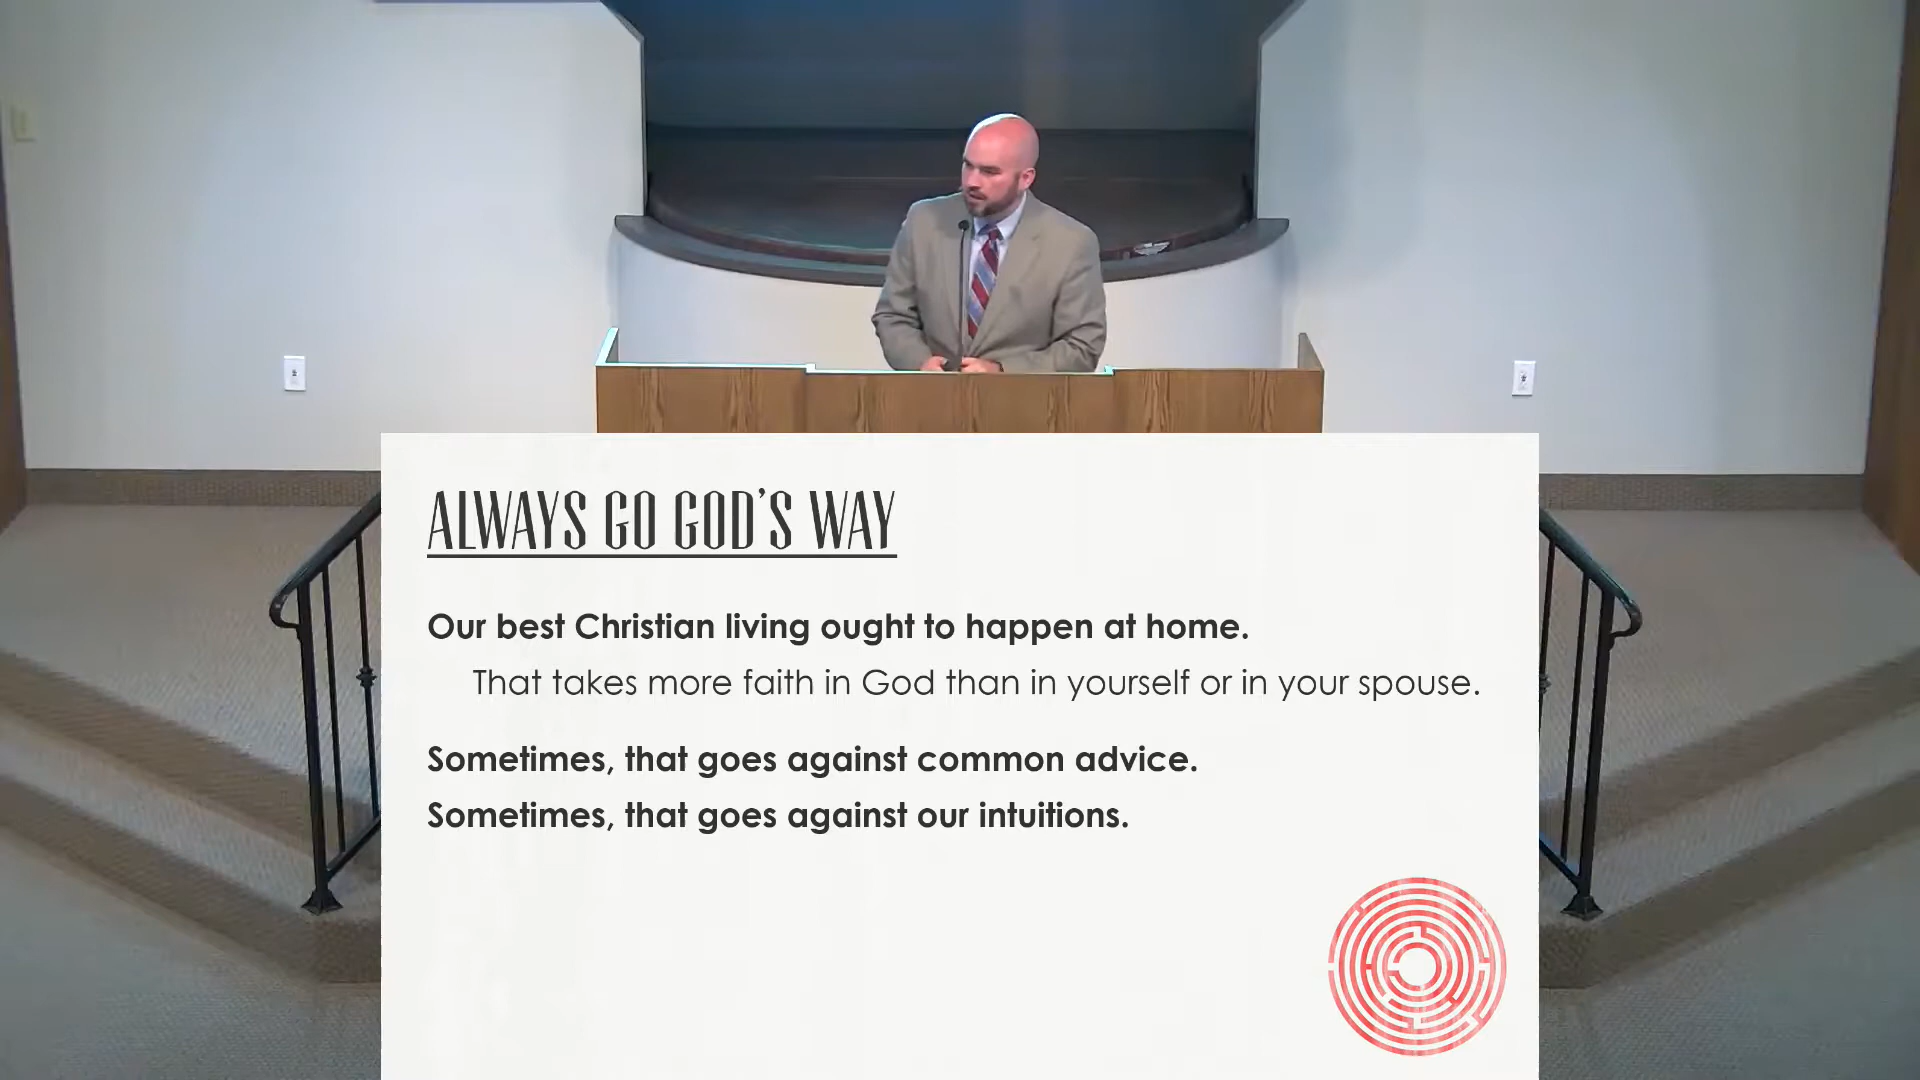 ALWAYS GO GOD'S WAY
Our best Christian living ought to happen at home.
That takes more faith in God than in yourself or in your spouse.
Sometimes, that goes against common advice.
Sometimes, that goes against our intuitions.